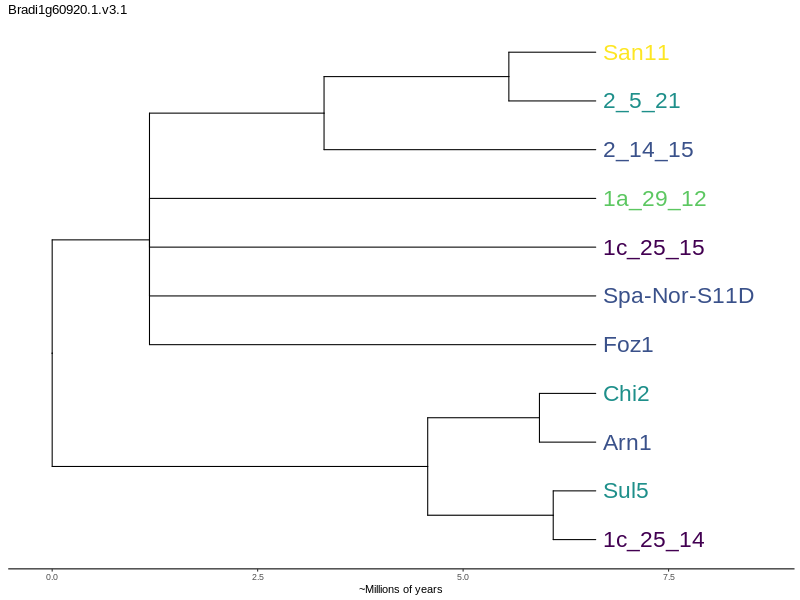 Bradi1g60920.1.v3.1
San11
2_5_21
2_14_15
1a_29_12
1c_25_15
Spa-Nor-S11D
Foz1
Chi2
Arn1
Sul5
1c_25_14
0.0 2.5 5.0 7.5
~Millions of years